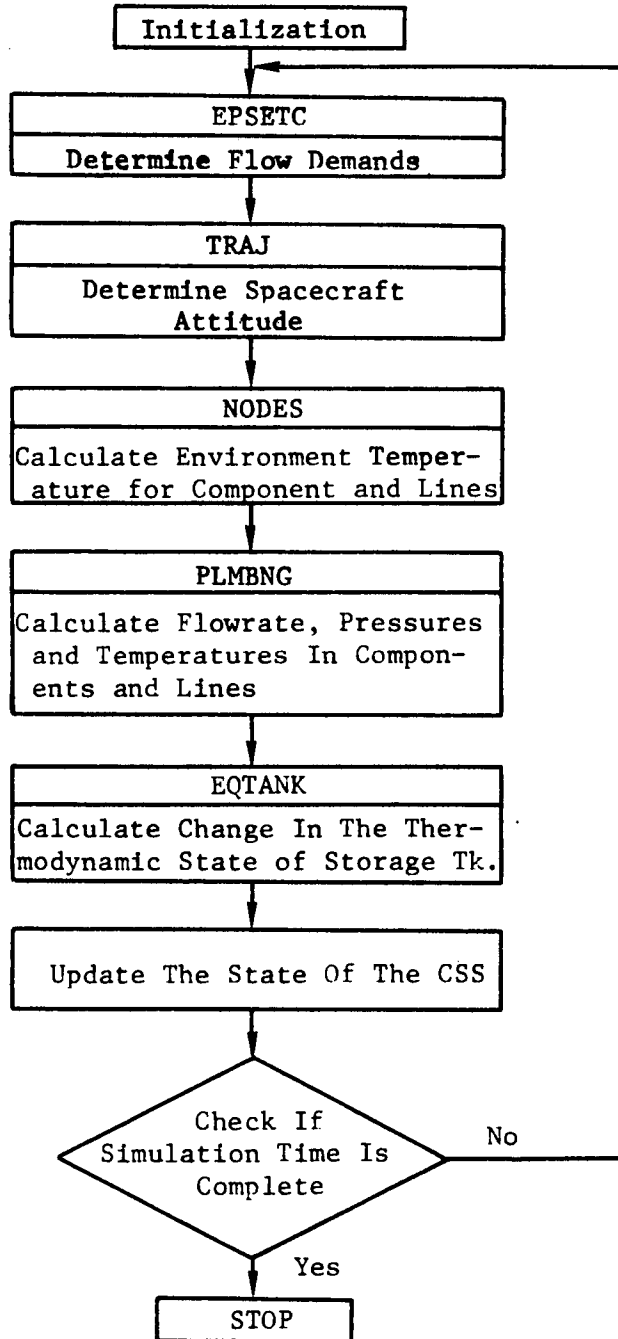 Initialization
EPSETC
Determine Flow Demands
TRAJ
Determine Spacecraft
Attitude
NODES
Calculate Environment Temper-
ature for Component and Lines
PLMBNG
Calculate Flowrate, Pressures
and Temperatures In Compon-
ents and Lines
EQTANK
Calculate Change In The Ther-
modynamic State of Storage Tk.
Update The State Of The CSS
Check If
Simulation Time Is
Complete
No
Yes
STOP